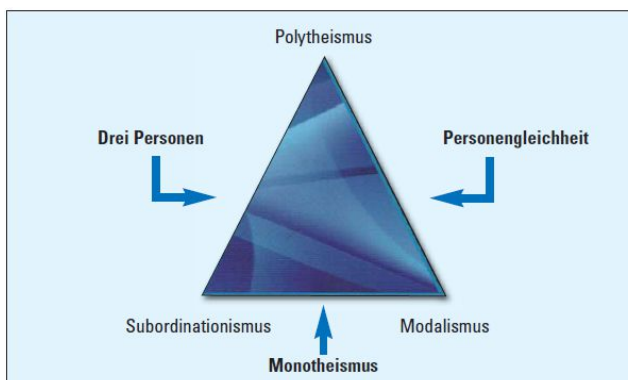 Polytheismus
Drei Personen
Personengleichheit
Subordinationismus
Modalismus
Monotheismus